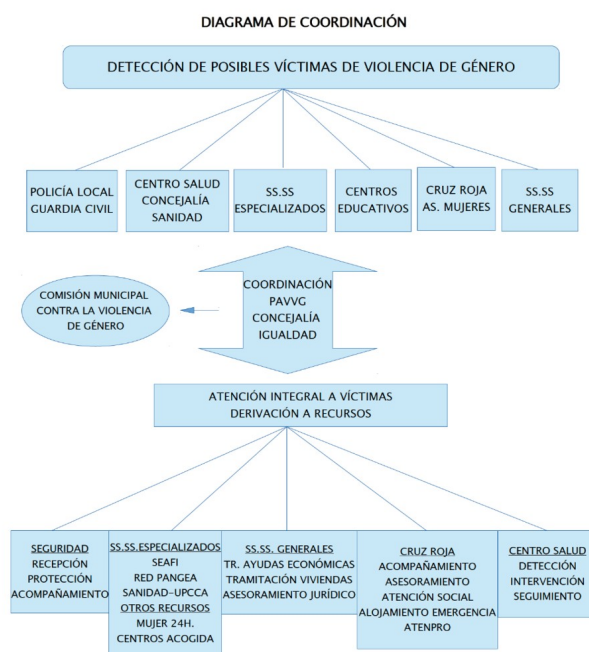 DIAGRAMA DE COORDINACIÓN
DETECCIÓN DE POSIBLES VÍCTIMAS DE VIOLENCIA DE GÉNERO
POLICÍA LOCAL
GUARDIA CIVIL
CENTRO SALUD
CONCEJALÍA
SANIDAD
SS.SS
ESPECIALIZADOS
CENTROS
EDUCATIVOS
CRUZ ROJA
AS. MUJERES
SS.SS
GENERALES
COORDINACIÓN
PAVVG
CONCEJALÍA
IGUALDAD
COMISIÓN MUNICIPAL
CONTRA LA VIOLENCIA
DE GÉNERO
ATENCIÓN INTEGRAL A VÍCTIMAS
DERIVACIÓN A RECURSOS
SEGURIDAD
RECEPCIÓN
PROTECCIÓN
ACOMPAÑAMIENTO
SS.SS.ESPECIALIZADOS
SEAFI
RED PANGEA
SANIDAD-UPCCA
OTROS RECURSOS
MUJER 24H.
CENTROS ACOGIDA
SS.SS. GENERALES
TR. AYUDAS ECONÓMICAS
TRAMITACIÓN VIVIENDAS
ASESORAMIENTO JURÍDICO
CRUZ ROJA
ACOMPAÑAMIENTO
ASESORAMIENTO
ATENCIÓN SOCIAL
ALOJAMIENTO EMERGENCIA
ATENPRO
CENTRO SALUD
DETECCIÓN
INTERVENCIÓN
SEGUIMIENTO